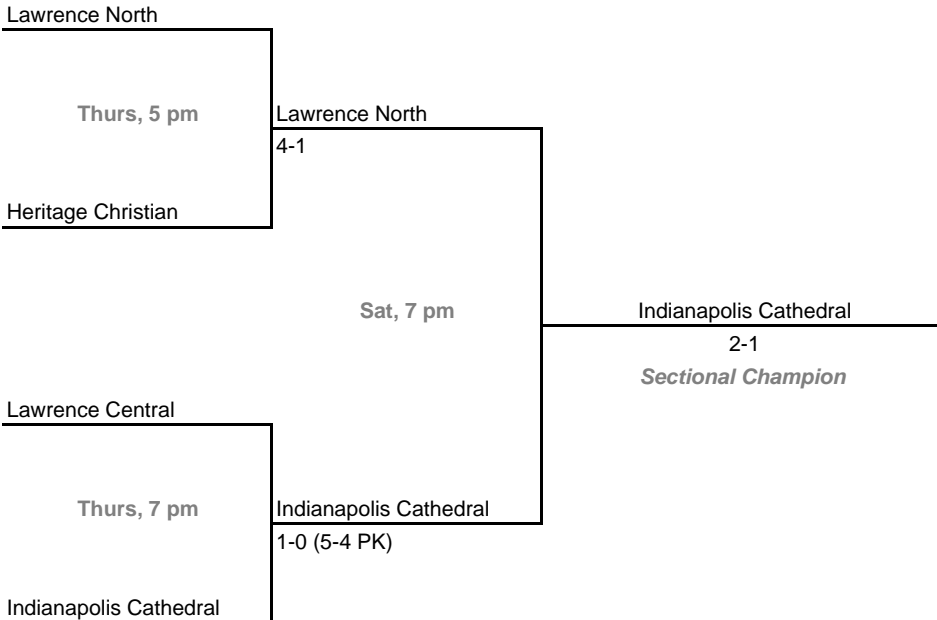 Lawrence North
Thurs, 5 pm
Lawrence North
4-1
Heritage Christian
Sat, 7 pm
Indianapolis Cathedral
2-1
Sectional Champion
Lawrence Central
Thurs, 7 pm
Indianapolis Cathedral
1-0 (5-4 PK)
Indianapolis Cathedral